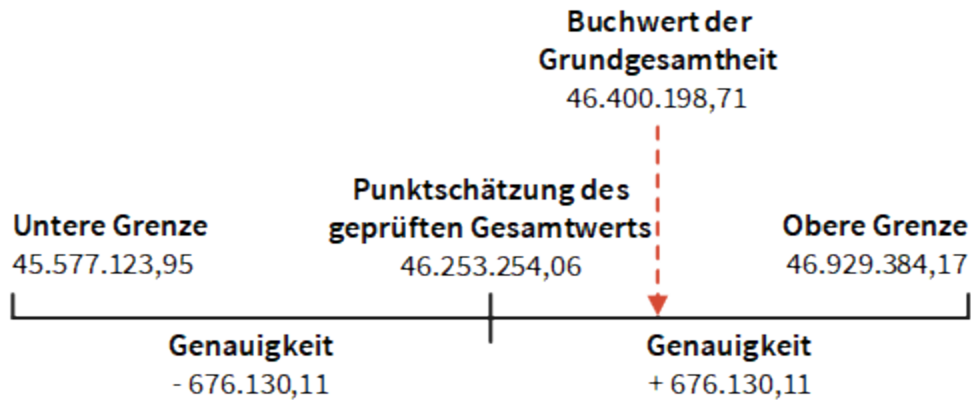 Buchwert der
Grundgesamtheit
46.400.198,71
Punktschätzung des
geprüften Gesamtwerts
46.253.254,06
Untere Grenze
45.577.123,95
Obere Grenze
46.929.384,17
Genauigkeit
- 676.130,11
Genauigkeit
+ 676.130,11